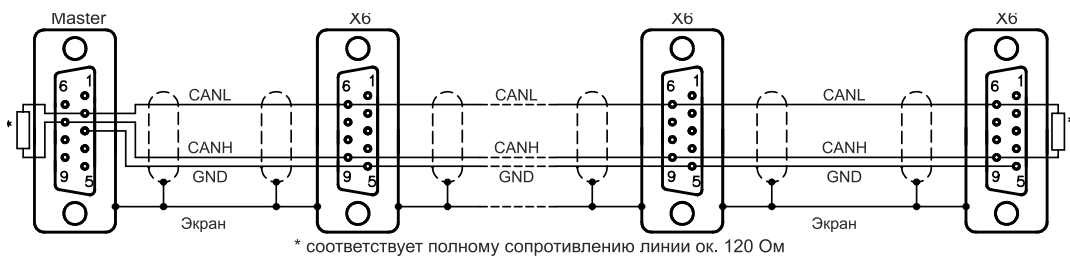 Master X6 X6 X6
6 1 6 1 6 1 6 1
CANL CANL CANL
* *
CANH CANH CANH
9 5 9 5 9 5 9 5
GND GND GND
Экран Экран
* соответствует полному сопротивлению линии ок. 120 Ом